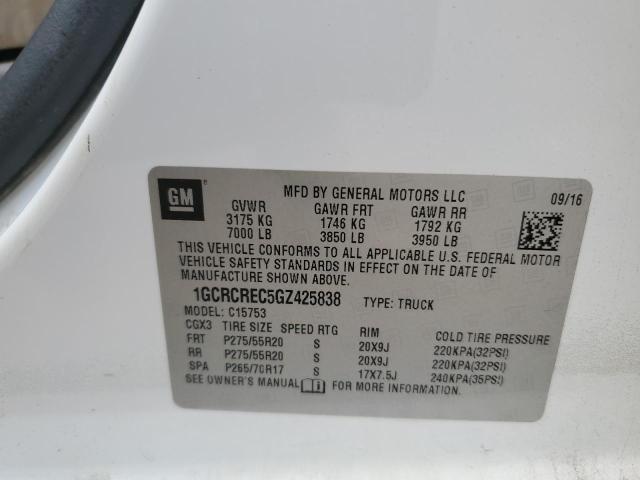 GM ®
MFD BY GENERAL MOTORS LLC 09/16
GVWR GAWR FRT GAWR RR
3175 KG 1746 KG 1792 KG
7000 LB 3850 LB 3950 LB
THIS VEHICLE CONFORMS TO ALL APPLICABLE U.S. FEDERAL MOTOR
VEHICLE SAFETY STANDARDS IN EFFECT ON THE DATE OF
MANUFACTURE SHOWN ABOVE.
1GCRCREC5GZ425838 TYPE: TRUCK
MODEL: C15753
CGX3 TIRE SIZE SPEED RTG RIM COLD TIRE PRESSURE
FRT P275/55R20 S 20X9J 220KPA(32PSI)
RR P275/55R20 S 20X9J 220KPA(32PSI)
SPA P265/70R17 S 17X7.5J 240KPA(35PSI)
SEE OWNER'S MANUAL i FOR MORE INFORMATION.